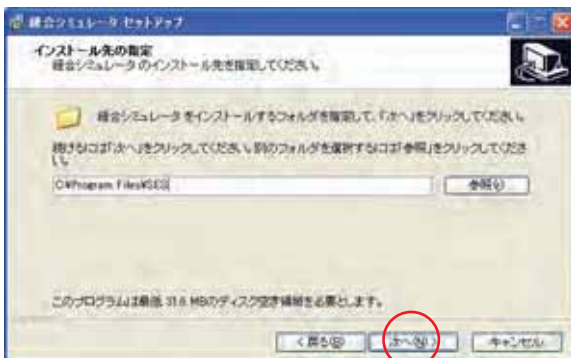 縫合シミュレータ セットアップ
インストール先の指定
縫合シミュレータ のインストール先を指定してください。
縫合シミュレータ をインストールするフォルダを指定して、「次へ」をクリックしてください。
続けるには「次へ」をクリックしてください。別のフォルダを選択するには「参照」をクリックしてくださ
い。
C:¥Program Files¥SES
参照(R)
このプログラムは最低 31.6 MBのディスク空き領域を必要とします。
< 戻る(B)
次へ(N) >
キャンセル